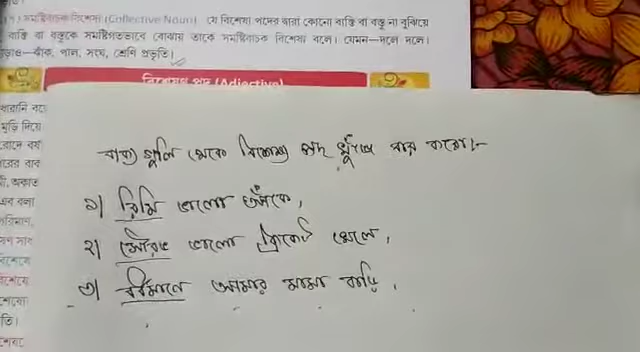 (৭) সমষ্টিবাচক বিশেষ্য (Collective Noun) যে বিশেষ্য পদের দ্বারা কোনো ব্যক্তি বা বস্তু না বুঝিয়ে
ব্যক্তি বা বস্তুকে সমষ্টিগতভাবে বোঝায় তাকে সমষ্টিবাচক বিশেষ্য বলে। যেমন—দলে দলে।
ঝাঁক, পাল, সংঘ, শ্রেণি প্রভৃতি।
বিশেষণ পদ (Adjective)
বাক্য গুলি থেকে বিশেষ্য পদ খুঁজে বার করো:-
১) রিমি ভালো আঁকে,
২) সৌরভ ভালো ক্রিকেট খেলে,
৩) বর্ধমানে আমার মামা বাড়ি,